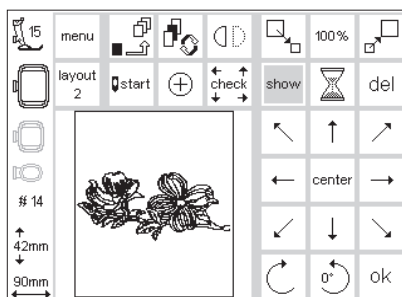 15 menu 100%
layout
2 start check show del
center
# 14
42mm
90mm 0° ok